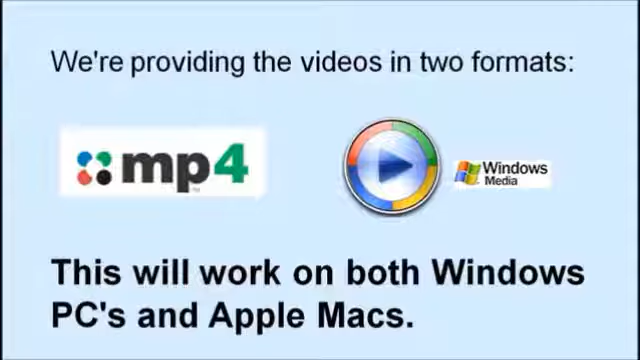 We're providing the videos in two formats:
mp4
Windows
Media
This will work on both Windows
PC's and Apple Macs.